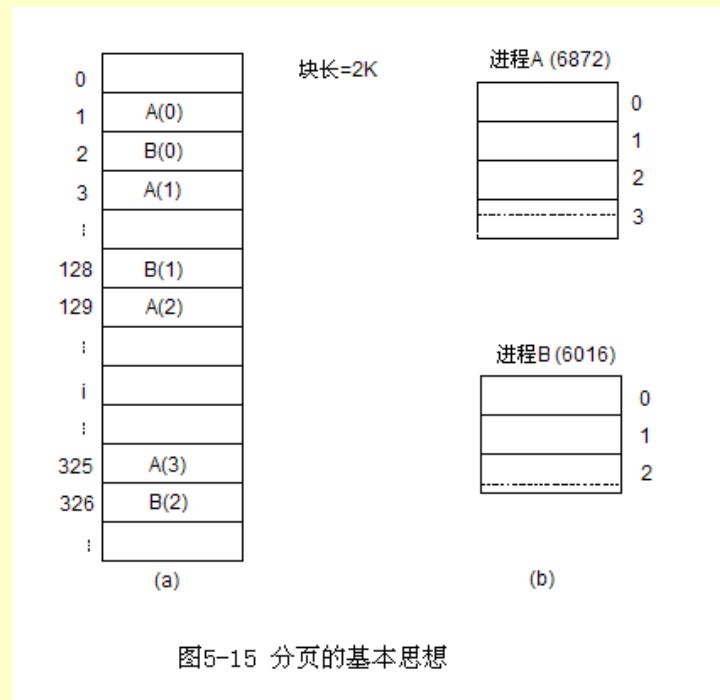 块长=2K
进程A (6872)
0
1 A(0)
2 B(0)
3 A(1)
⁞
128 B(1)
129 A(2)
⁞
i
⁞
325 A(3)
326 B(2)
⁞
(a)
0
1
2
3
进程B (6016)
0
1
2
(b)
图5-15 分页的基本思想